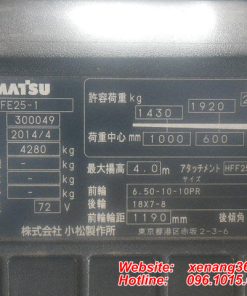 MATSU
FE25-1
許容荷重 kg 1430 1920
300049
2014/4
荷重中心 mm 1000 600
4280 kg
kg
最大揚高 4.0 m アタッチメント HFF25
サイズ
kg
前輪 6.50-10-10PR
後輪 18X7-8
72 V
前輪輪距 1190 mm 後傾角
株式会社 小松製作所
東京都港区赤坂 2-3-6
Website: xenang9
Hotline: 096.1015